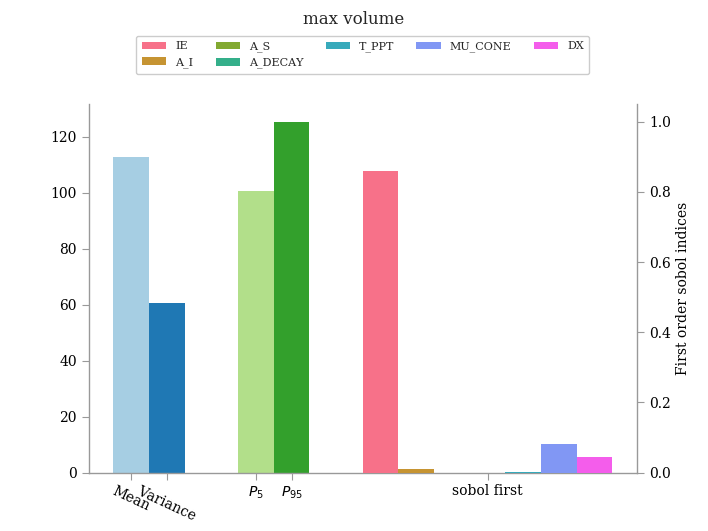 max volume
IE A_S T_PPT MU_CONE DX
A_I A_DECAY
120
100
80
60
40
20
0
1.0
0.8
0.6
0.4
0.2
0.0
First order sobol indices
Mean Variance P5 P95 sobol first